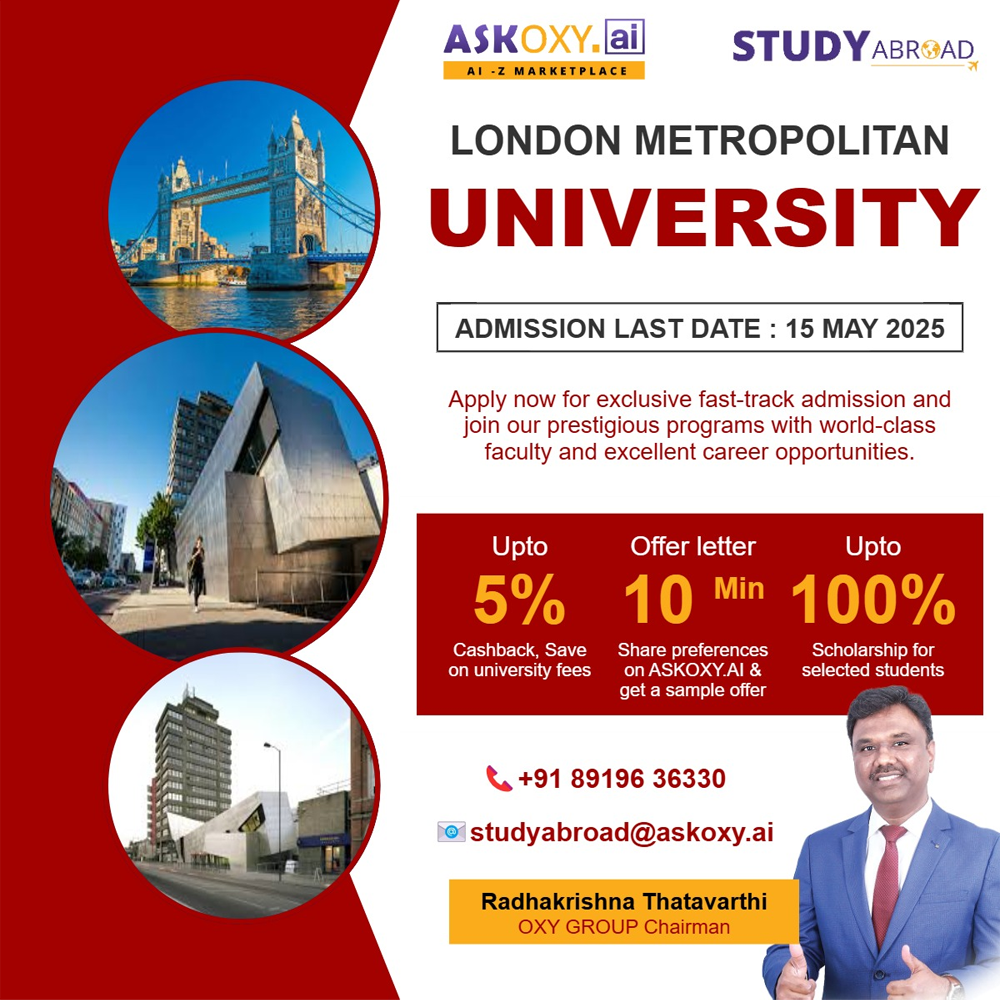 ASKOXY.ai
AI -Z MARKETPLACE
STUDY ABROAD
LONDON METROPOLITAN
UNIVERSITY
ADMISSION LAST DATE : 15 MAY 2025
Apply now for exclusive fast-track admission and
join our prestigious programs with world-class
faculty and excellent career opportunities.
Upto
5%
Cashback, Save
on university fees
Offer letter
10 Min
Share preferences
on ASKOXY.AI &
get a sample offer
Upto
100%
Scholarship for
selected students
+91 89196 36330
studyabroad@askoxy.ai
Radhakrishna Thatavarthi
OXY GROUP Chairman